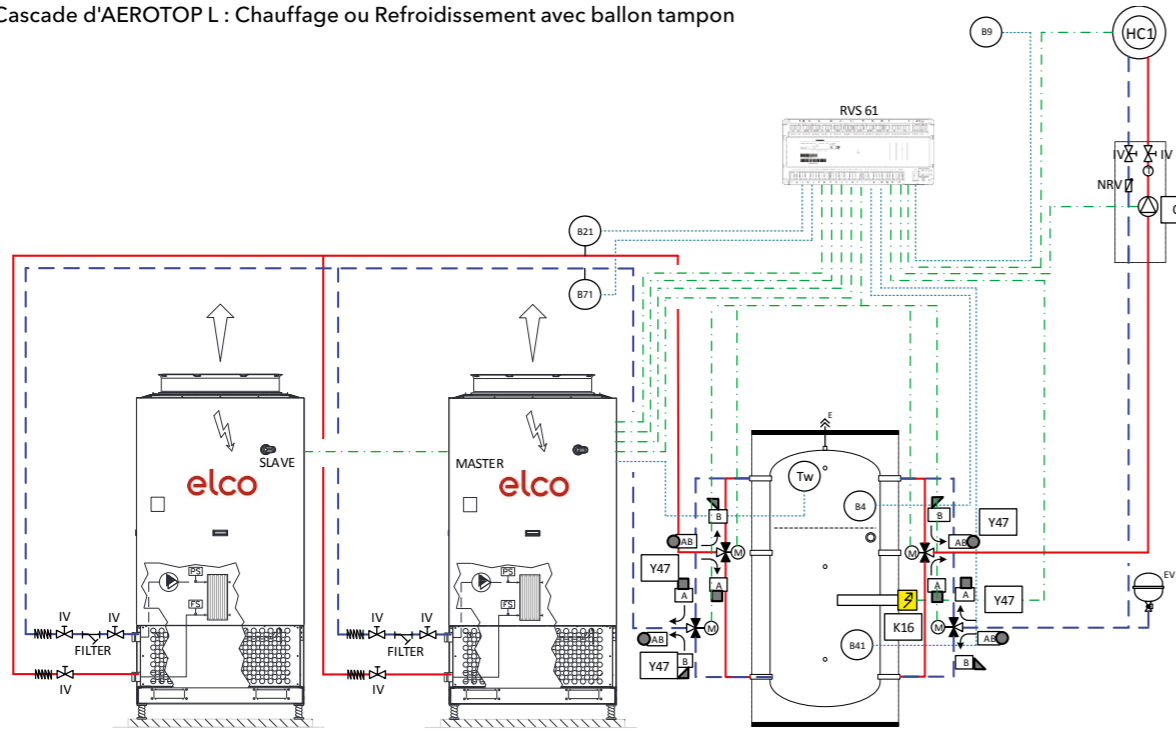 Cascade d'AEROTOP L : Chauffage ou Refroidissement avec ballon tampon
B9
HC1
RVS 61
IV
IV
NRV
B21
B71
E
SLAVE
MASTER
elco
elco
Tw
B4
B
B
Y47
AB
AB
M
M
Y47
A
A
A
A
Y47
EV
PS
PS
FS
FS
K16
M
M
AB
AB
B41
Y47
B
B
IV
IV
IV
IV
FILTER
FILTER
IV
IV